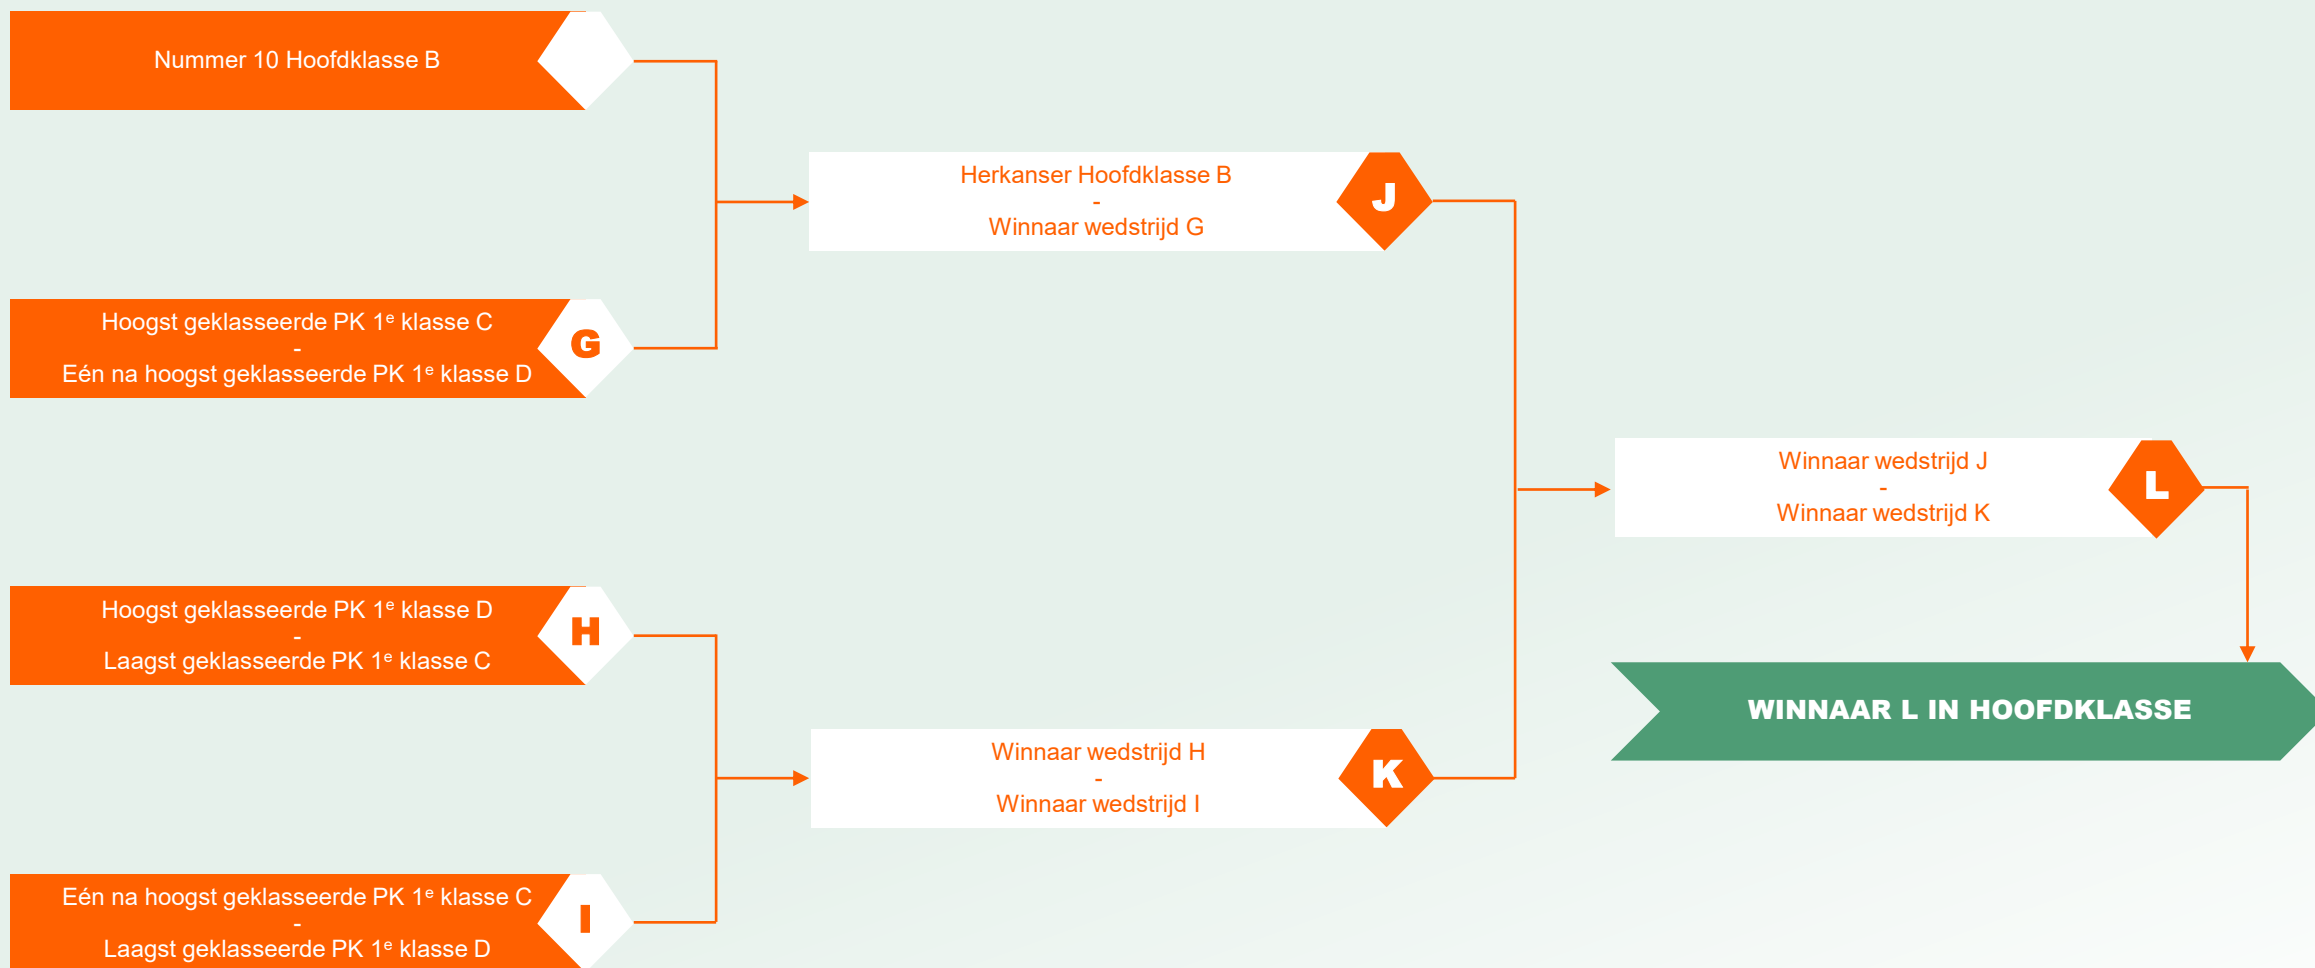 Nummer 10 Hoofdklasse B
Herkanser Hoofdklasse B
-
Winnaar wedstrijd G
J
Hoogst geklasseerde PK 1e klasse C
-
Eén na hoogst geklasseerde PK 1e klasse D
G
Winnaar wedstrijd J
-
Winnaar wedstrijd K
L
Hoogst geklasseerde PK 1e klasse D
-
Laagst geklasseerde PK 1e klasse C
H
WINNAAR L IN HOOFDKLASSE
Winnaar wedstrijd H
-
Winnaar wedstrijd I
K
Eén na hoogst geklasseerde PK 1e klasse C
-
Laagst geklasseerde PK 1e klasse D
I